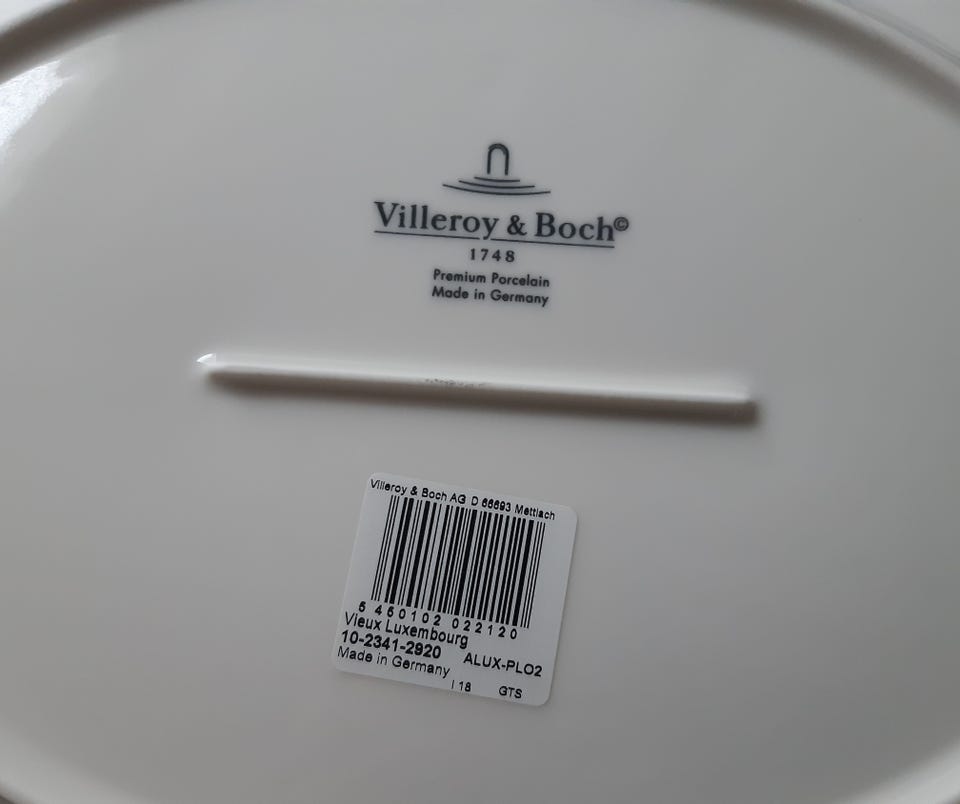 Villeroy & Boch©
1748
Premium Porcelain
Made in Germany
Villeroy & Boch AG D 66693 Mettlach
5 450102 022120
Vieux Luxembourg
10-2341-2920 ALUX-PLO2
Made in Germany
I 18 GTS